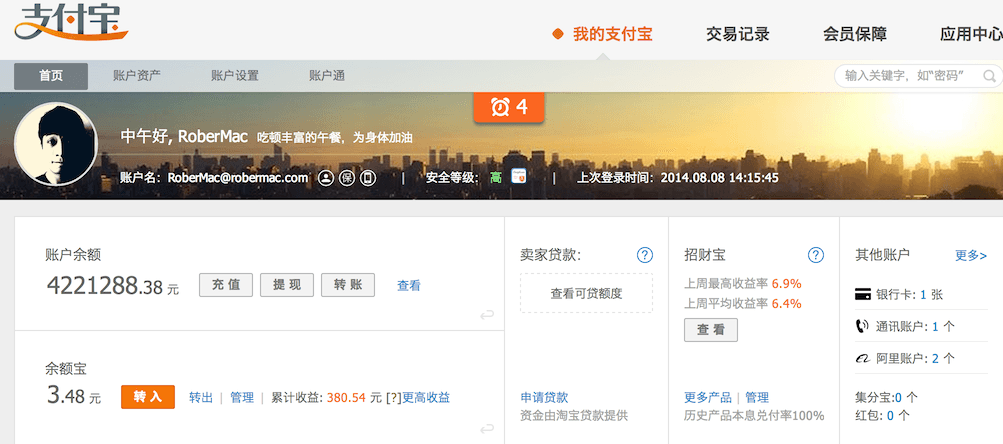 支付宝
我的支付宝 交易记录 会员保障 应用中心
首页 账户资产 账户设置 账户通 输入关键字，如"密码"
4
中午好, RoberMac 吃顿丰富的午餐，为身体加油
账户名: RoberMac@robermac.com 保 | 安全等级: 高 | 上次登录时间: 2014.08.08 14:15:45
账户余额
4221288.38 元 充值 提现 转账 查看
余额宝
3.48 元 转入 转出 | 管理 | 累计收益: 380.54 元 [?]更高收益
卖家贷款: ?
查看可贷额度
申请贷款
资金由淘宝贷款提供
招财宝 ?
上周最高收益率 6.9%
上周平均收益率 6.4%
查看
更多产品 | 管理
历史产品本息兑付率100%
其他账户 更多>
银行卡: 1 张
通讯账户: 1 个
阿里账户: 2 个
集分宝:0 个
红包: 0 个